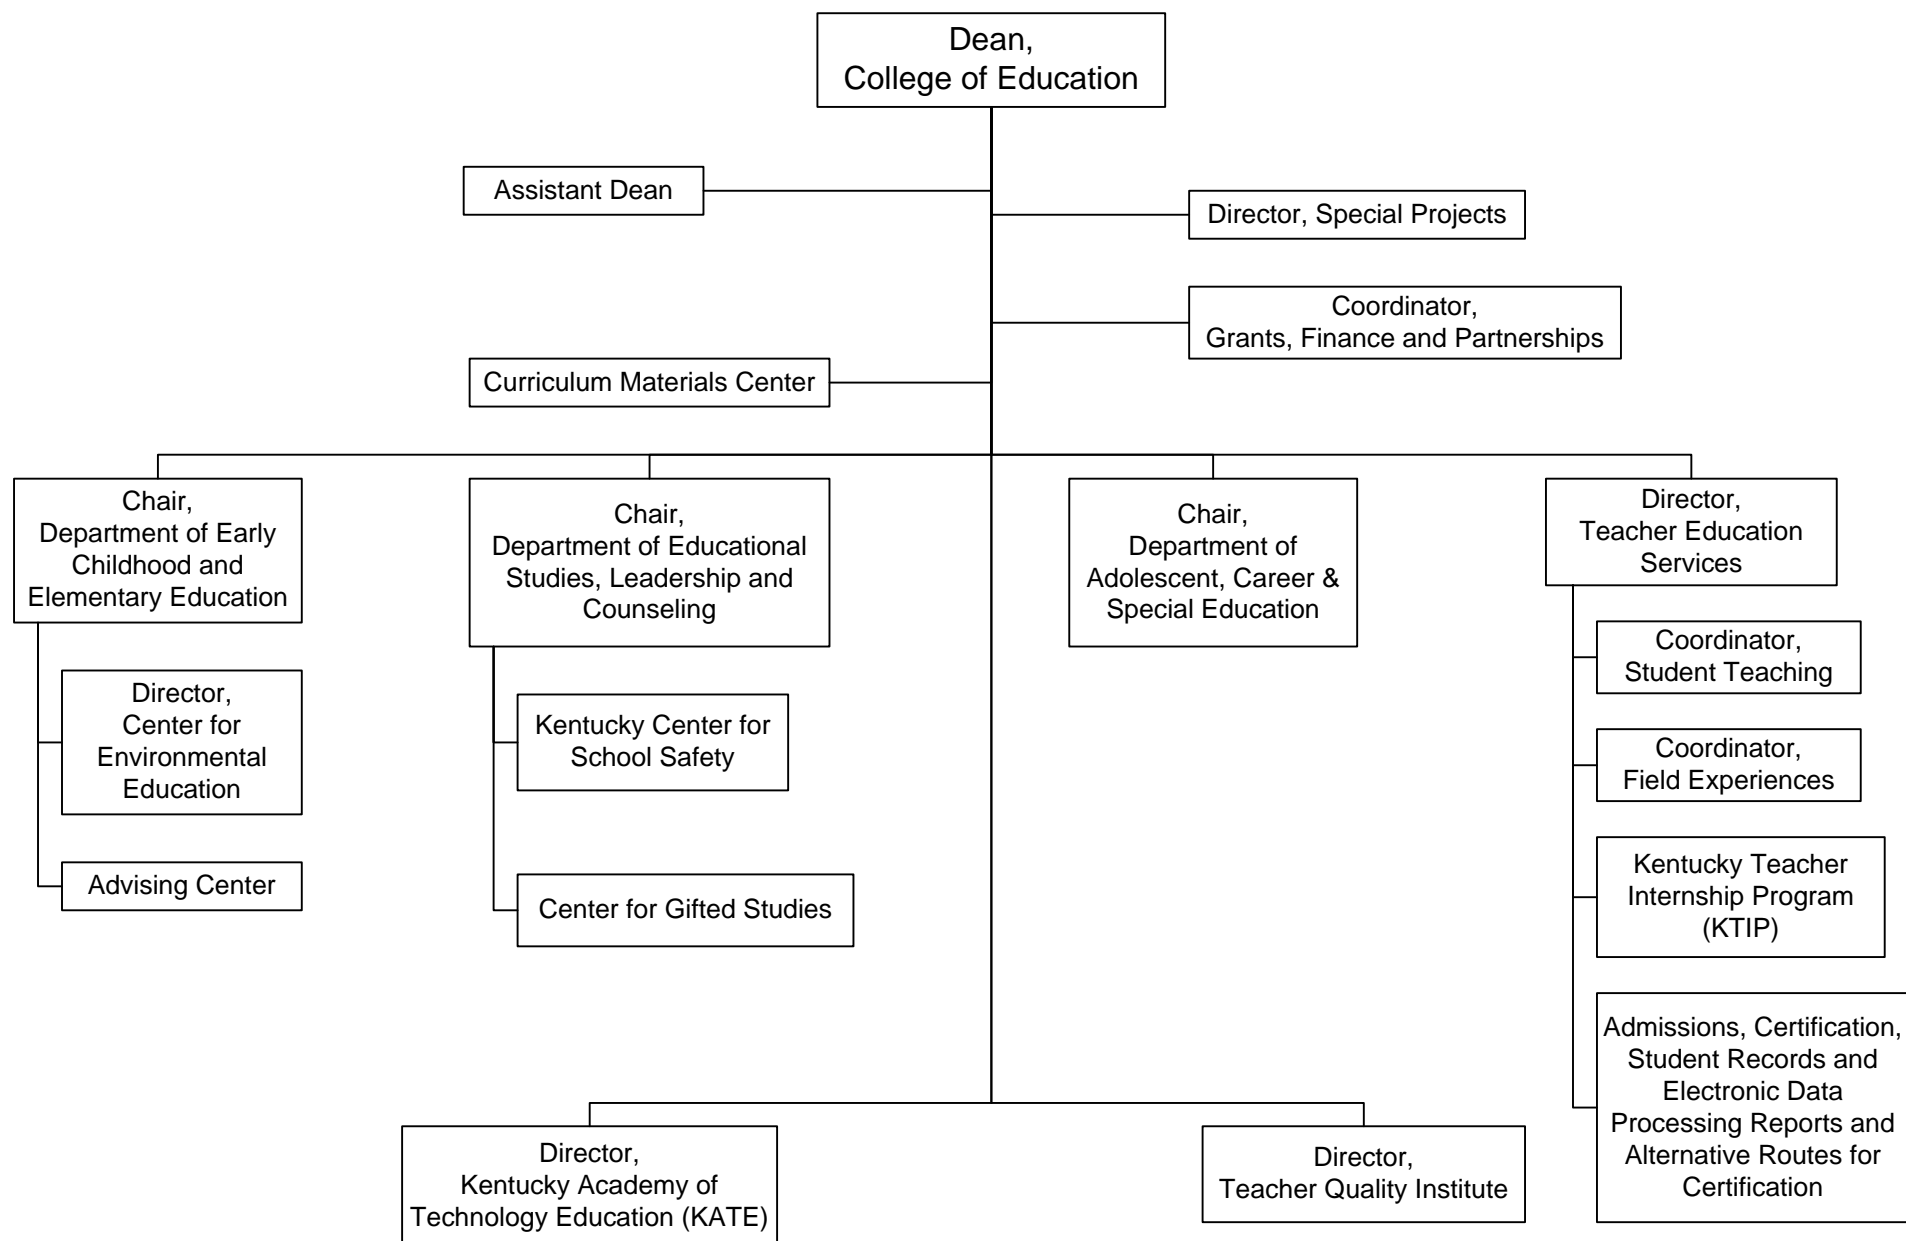 Dean,
College of Education
Assistant Dean
Director, Special Projects
Coordinator,
Grants, Finance and Partnerships
Curriculum Materials Center
Chair,
Department of Early
Childhood and
Elementary Education
Chair,
Department of Educational
Studies, Leadership and
Counseling
Chair,
Department of
Adolescent, Career &
Special Education
Director,
Teacher Education
Services
Director,
Center for
Environmental
Education
Advising Center
Kentucky Center for
School Safety
Center for Gifted Studies
Coordinator,
Student Teaching
Coordinator,
Field Experiences
Kentucky Teacher
Internship Program
(KTIP)
Admissions, Certification,
Student Records and
Electronic Data
Processing Reports and
Alternative Routes for
Certification
Director,
Kentucky Academy of
Technology Education (KATE)
Director,
Teacher Quality Institute